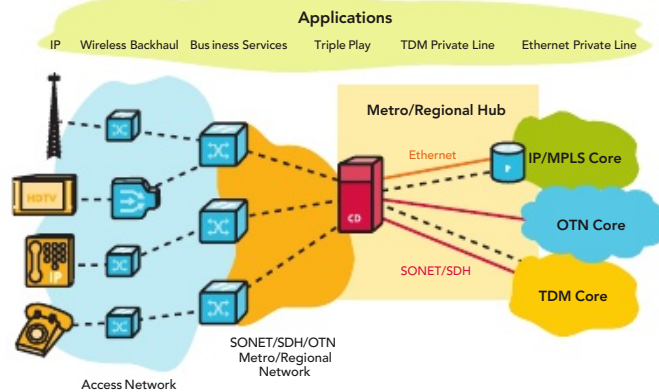 Applications
IP Wireless Backhaul Business Services Triple Play TDM Private Line Ethernet Private Line
Metro/Regional Hub
Ethernet
IP/MPLS Core
P
HDTV
CD
OTN Core
IP
SONET/SDH
TDM Core
SONET/SDH/OTN
Metro/Regional
Network
Access Network